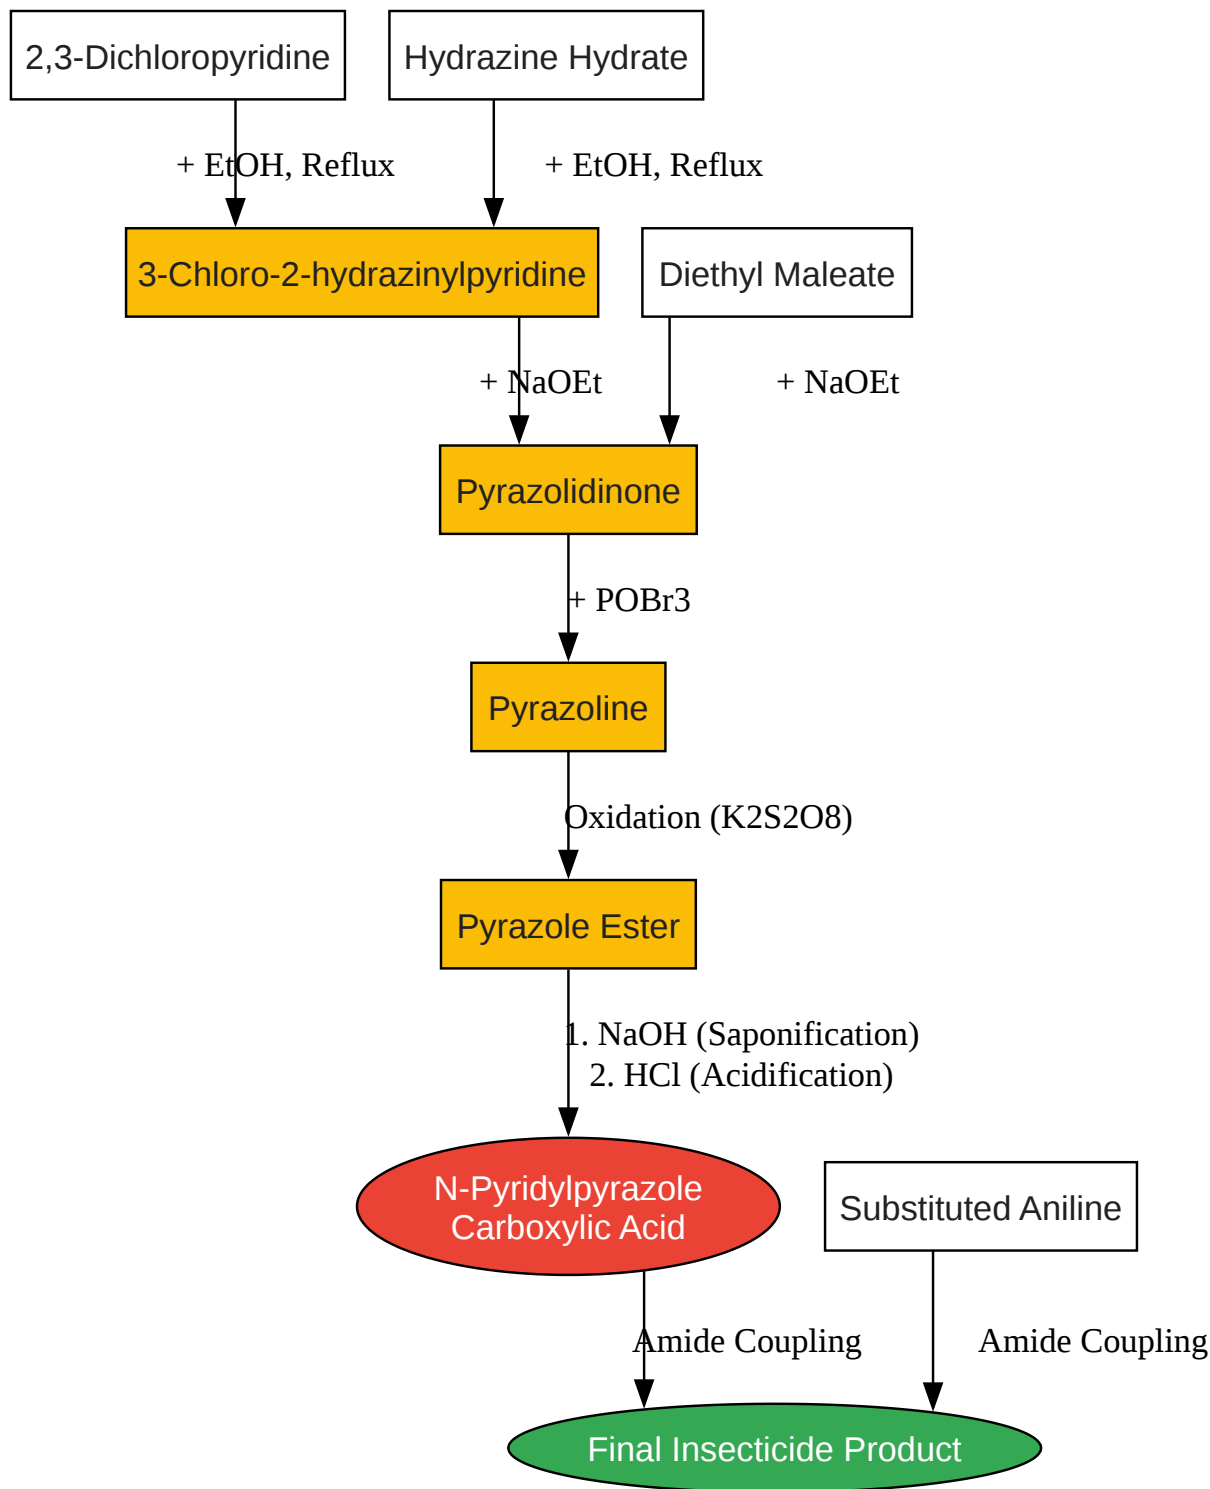 2,3-Dichloropyridine
Hydrazine Hydrate
+ EtOH, Reflux
+ EtOH, Reflux
3-Chloro-2-hydrazinylpyridine
Diethyl Maleate
+ NaOEt
+ NaOEt
Pyrazolidinone
+ POBr3
Pyrazoline
Oxidation (K2S2O8)
Pyrazole Ester
1. NaOH (Saponification)
2. HCl (Acidification)
N-Pyridylpyrazole
Carboxylic Acid
Substituted Aniline
Amide Coupling
Amide Coupling
Final Insecticide Product